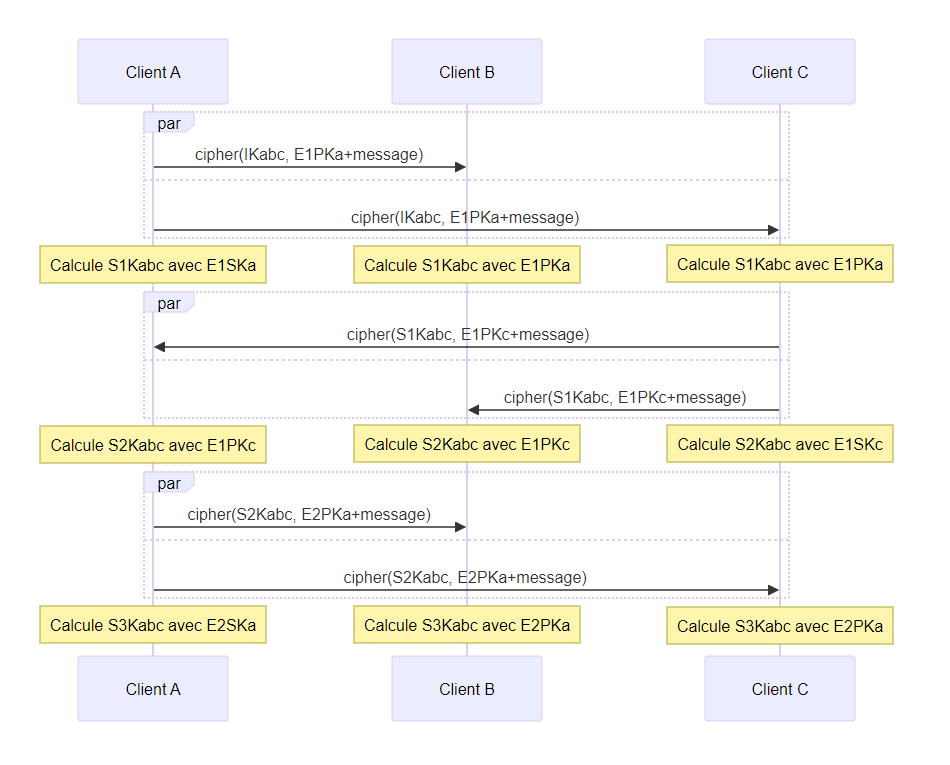 Client A
Client B
Client C
par
cipher(IKabc, E1PKa+message)
cipher(IKabc, E1PKa+message)
Calcule S1Kabc avec E1SKa
Calcule S1Kabc avec E1PKa
Calcule S1Kabc avec E1PKa
par
cipher(S1Kabc, E1PKc+message)
cipher(S1Kabc, E1PKc+message)
Calcule S2Kabc avec E1PKc
Calcule S2Kabc avec E1PKc
Calcule S2Kabc avec E1SKc
par
cipher(S2Kabc, E2PKa+message)
cipher(S2Kabc, E2PKa+message)
Calcule S3Kabc avec E2SKa
Calcule S3Kabc avec E2PKa
Calcule S3Kabc avec E2PKa
Client A
Client B
Client C